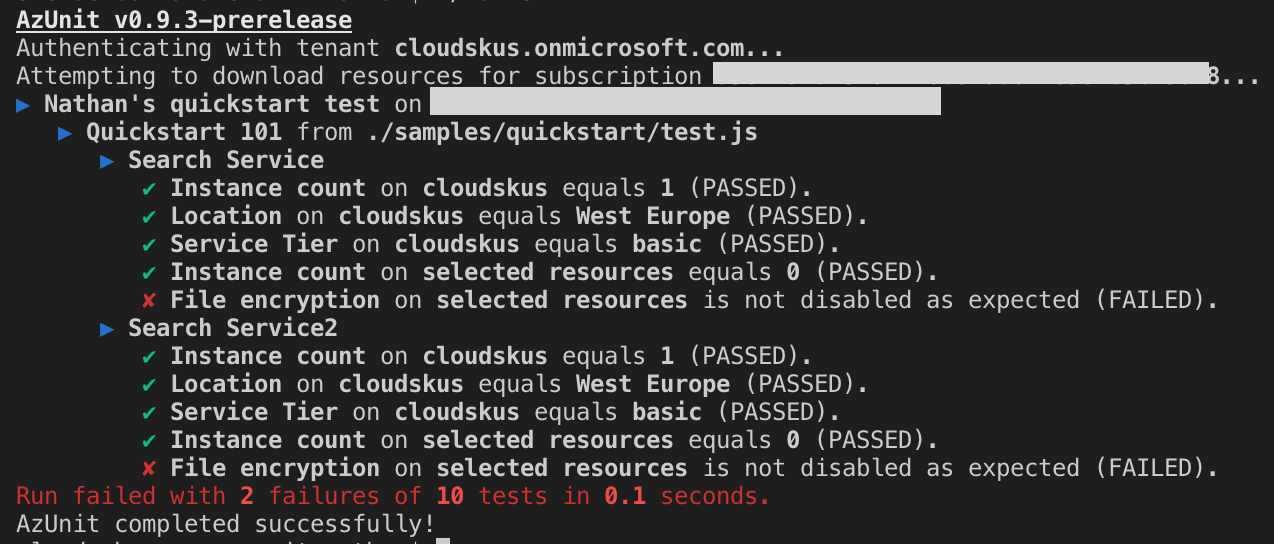 AzUnit v0.9.3-prerelease
Authenticating with tenant cloudskus.onmicrosoft.com...
Attempting to download resources for subscription 8...
▶ Nathan's quickstart test on
▶ Quickstart 101 from ./samples/quickstart/test.js
▶ Search Service
✔ Instance count on cloudskus equals 1 (PASSED).
✔ Location on cloudskus equals West Europe (PASSED).
✔ Service Tier on cloudskus equals basic (PASSED).
✔ Instance count on selected resources equals 0 (PASSED).
✘ File encryption on selected resources is not disabled as expected (FAILED).
▶ Search Service2
✔ Instance count on cloudskus equals 1 (PASSED).
✔ Location on cloudskus equals West Europe (PASSED).
✔ Service Tier on cloudskus equals basic (PASSED).
✔ Instance count on selected resources equals 0 (PASSED).
✘ File encryption on selected resources is not disabled as expected (FAILED).
Run failed with 2 failures of 10 tests in 0.1 seconds.
AzUnit completed successfully!